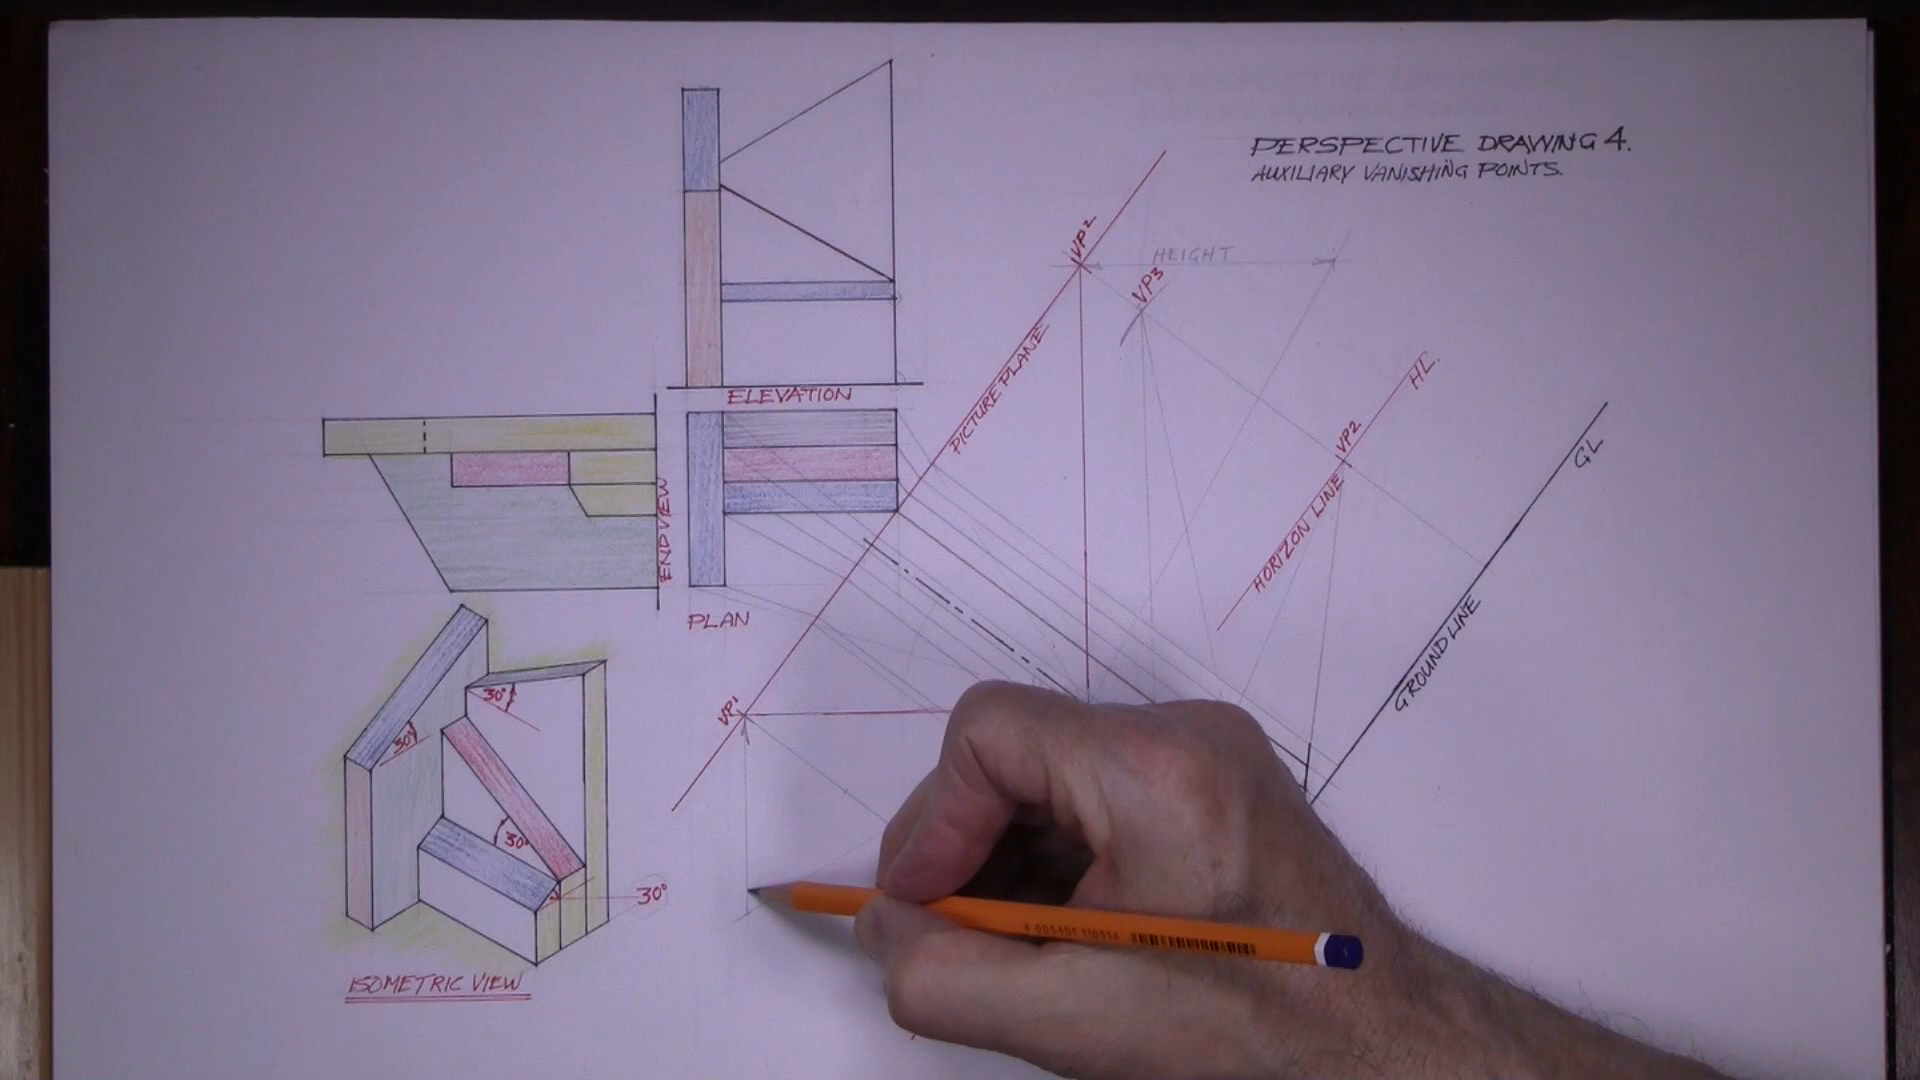 PERSPECTIVE DRAWING 4.
AUXILIARY VANISHING POINTS.
VP2
HEIGHT
VP3
PICTURE PLANE
HL.
VP2
HORIZON LINE
GL
GROUND LINE
ELEVATION
END VIEW
PLAN
VP1
30°
30°
30°
30°
ISOMETRIC VIEW